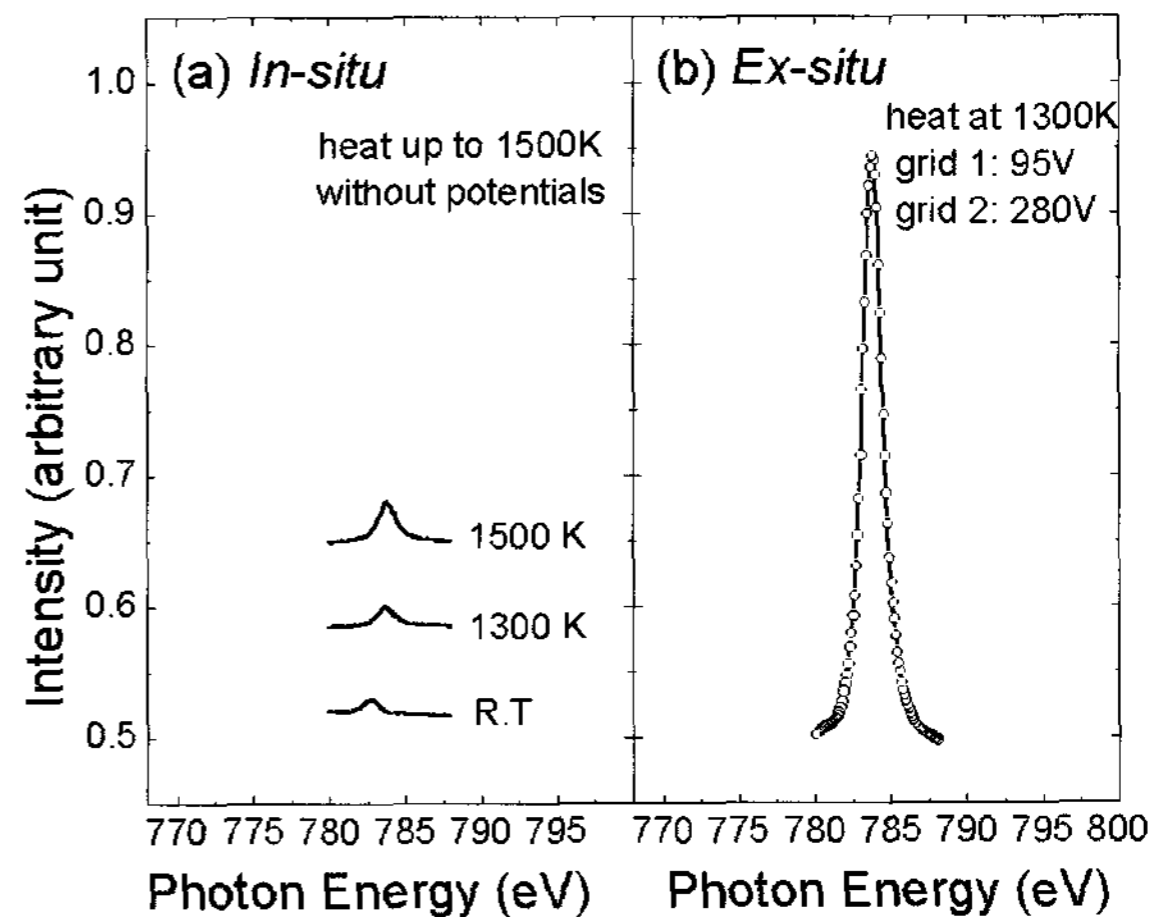 (a) In-situ
heat up to 1500K
without potentials
1500 K
1300 K
R.T
(b) Ex-situ
heat at 1300K
grid 1: 95V
grid 2: 280V
Intensity (arbitrary unit)
1.0
0.9
0.8
0.7
0.6
0.5
770 775 780 785 790 795
770 775 780 785 790 795 800
Photon Energy (eV)
Photon Energy (eV)